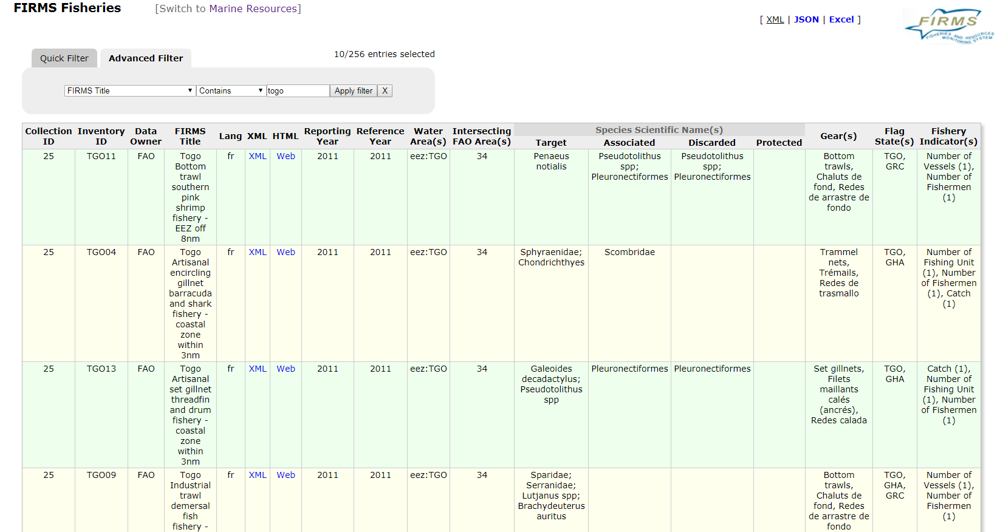 FIRMS Fisheries [Switch to Marine Resources]
[ XML | JSON | Excel ]
FIRMS
FISHERIES AND RESOURCES
MONITORING SYSTEM
Quick Filter Advanced Filter 10/256 entries selected
FIRMS Title Contains togo Apply filter X
Collection ID Inventory ID Data Owner FIRMS Title Lang XML HTML Reporting Year Reference Year Water Area(s) Intersecting FAO Area(s) Species Scientific Name(s) Gear(s) Flag State(s) Fishery Indicator(s)
Target Associated Discarded Protected
25 TGO11 FAO Togo Bottom trawl southern pink shrimp fishery - EEZ off 8nm fr XML Web 2011 2011 eez:TGO 34 Penaeus notialis Pseudotolithus spp; Pleuronectiformes Pseudotolithus spp; Pleuronectiformes Bottom trawls, Chaluts de fond, Redes de arrastre de fondo TGO, GRC Number of Vessels (1), Number of Fishermen (1)
25 TGO04 FAO Togo Artisanal encircling gillnet barracuda and shark fishery - coastal zone within 3nm fr XML Web 2011 2011 eez:TGO 34 Sphyraenidae; Chondrichthyes Scombridae Trammel nets, Trémails, Redes de trasmallo TGO, GHA Number of Fishing Unit (1), Number of Fishermen (1), Catch (1)
25 TGO13 FAO Togo Artisanal set gillnet threadfin and drum fishery - coastal zone within 3nm fr XML Web 2011 2011 eez:TGO 34 Galeoides decadactylus; Pseudotolithus spp Pleuronectiformes Pleuronectiformes Set gillnets, Filets maillants calés (ancrés), Redes calada TGO, GHA Catch (1), Number of Fishing Unit (1), Number of Fishermen (1)
25 TGO09 FAO Togo Industrial trawl demersal fish fishery - fr XML Web 2011 2011 eez:TGO 34 Sparidae; Serranidae; Lutjanus spp; Brachydeuterus auritus Bottom trawls, Chaluts de fond, Redes de arrastre de fondo TGO, GHA, GRC Number of Vessels (1), Number of Fishermen (1)